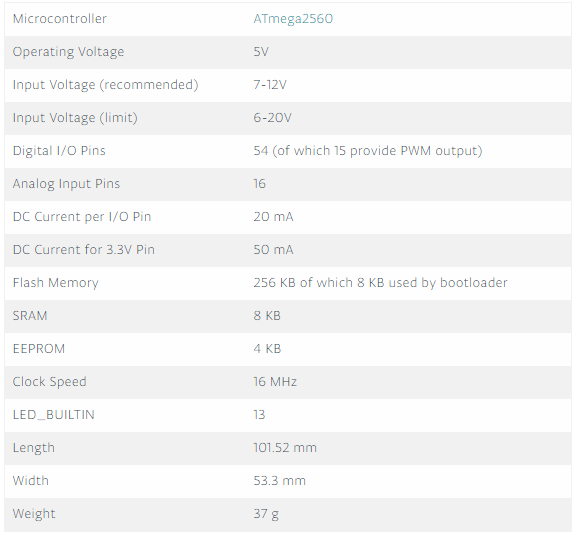 Microcontroller ATmega2560
Operating Voltage 5V
Input Voltage (recommended) 7-12V
Input Voltage (limit) 6-20V
Digital I/O Pins 54 (of which 15 provide PWM output)
Analog Input Pins 16
DC Current per I/O Pin 20 mA
DC Current for 3.3V Pin 50 mA
Flash Memory 256 KB of which 8 KB used by bootloader
SRAM 8 KB
EEPROM 4 KB
Clock Speed 16 MHz
LED_BUILTIN 13
Length 101.52 mm
Width 53.3 mm
Weight 37 g